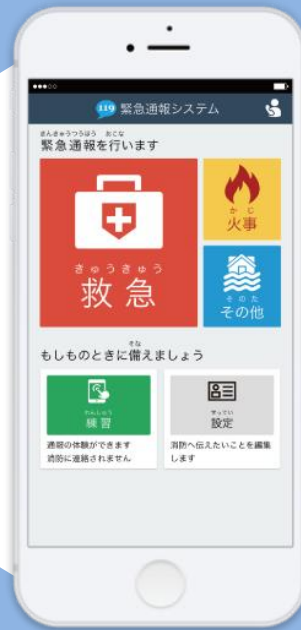 119 緊急通報システム
きんきゅうつうほう おこな
緊急通報を行います
きゅうきゅう
救急
かじ
火事
そのた
その他
そな
もしものときに備えましょう
れんしゅう
練習
通報の体験ができます
消防に連絡されません
せってい
設定
消防へ伝えたいことを編集
します